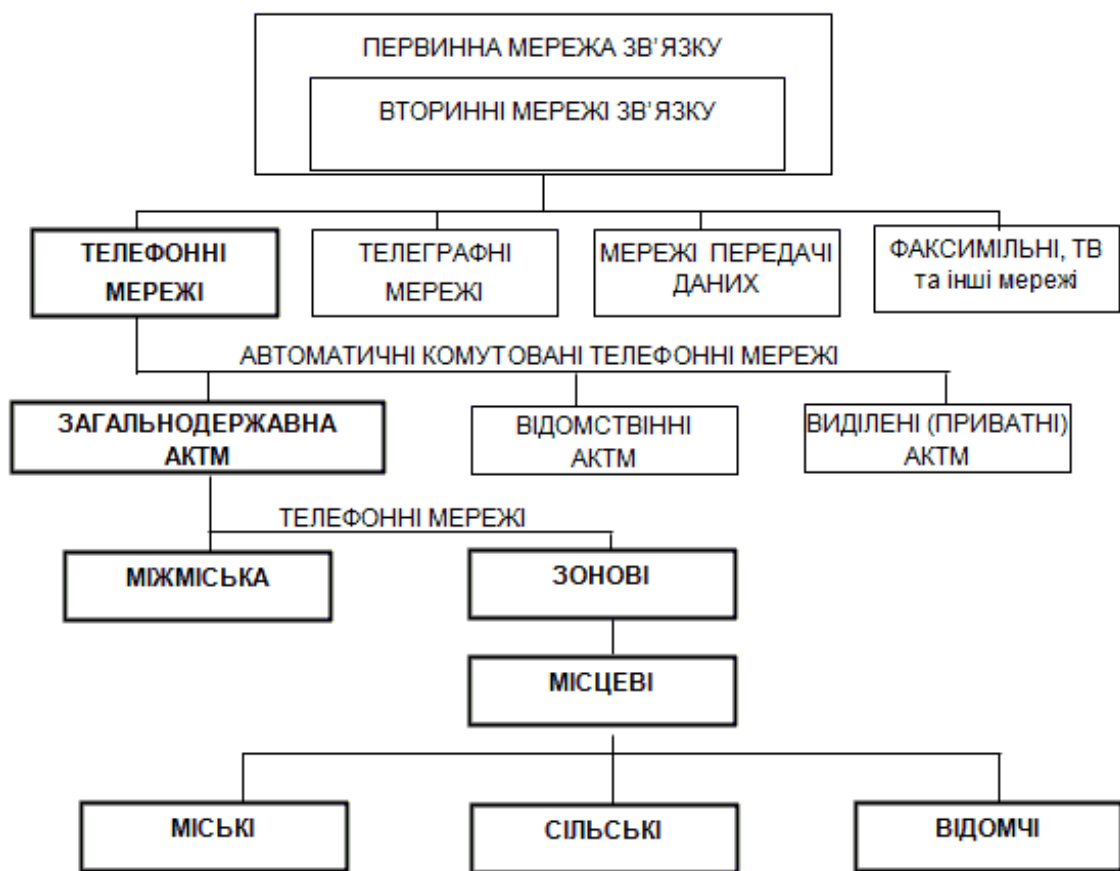 ПЕРВИННА МЕРЕЖА ЗВ'ЯЗКУ
ВТОРИННІ МЕРЕЖІ ЗВ'ЯЗКУ
ТЕЛЕФОННІ
МЕРЕЖІ
ТЕЛЕГРАФНІ
МЕРЕЖІ
МЕРЕЖІ ПЕРЕДАЧІ
ДАНИХ
ФАКСИМІЛЬНІ, ТВ
та інші мережі
АВТОМАТИЧНІ КОМУТОВАНІ ТЕЛЕФОННІ МЕРЕЖІ
ЗАГАЛЬНОДЕРЖАВНА
АКТМ
ВІДОМСТВІННІ
АКТМ
ВИДІЛЕНІ (ПРИВАТНІ)
АКТМ
ТЕЛЕФОННІ МЕРЕЖІ
МІЖМІСЬКА
ЗОНОВІ
МІСЦЕВІ
МІСЬКІ
СІЛЬСЬКІ
ВІДОМЧІ